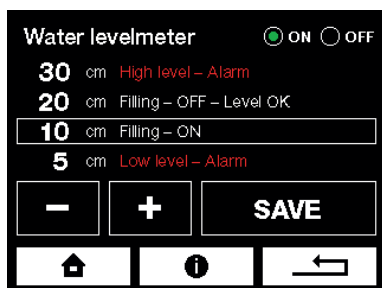 Water levelmeter ON OFF
30 cm High level – Alarm
20 cm Filling – OFF – Level OK
10 cm Filling – ON
5 cm Low level – Alarm
– + SAVE
i